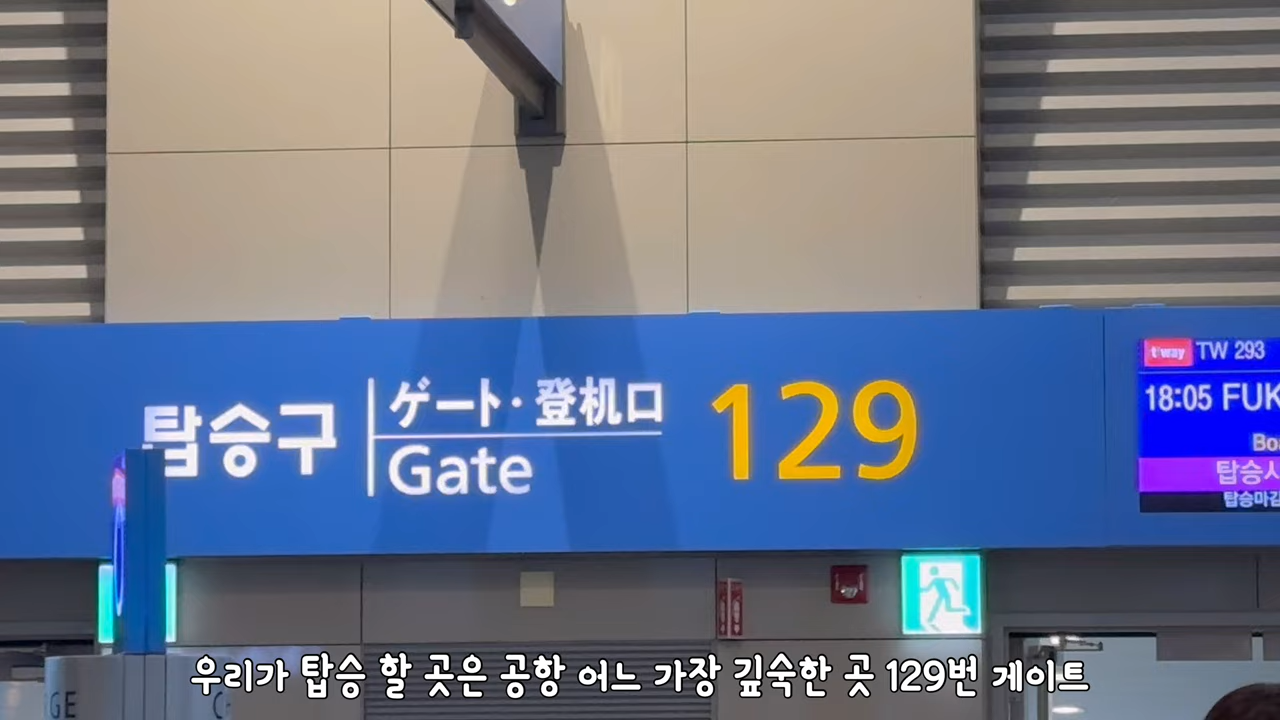 탑승구
ゲート・登机口
Gate
129
t'way TW 293
18:05 FUK
탑승
탑승마감
우리가 탑승 할 곳은 공항 어느 가장 깊숙한 곳 129번 게이트